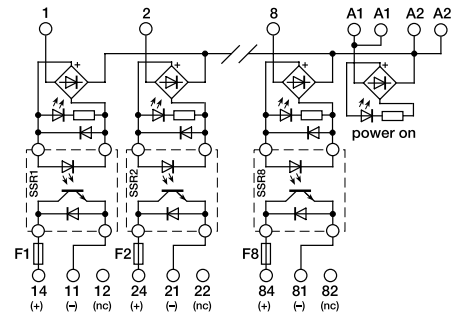 1 2 8 A1 A1 A2 A2
+ + + +
power on
SSR1 SSR2 SSR8
F1 F2 F8
14 11 12 24 21 22 84 81 82
(+) (–) (nc) (+) (–) (nc) (+) (–) (nc)